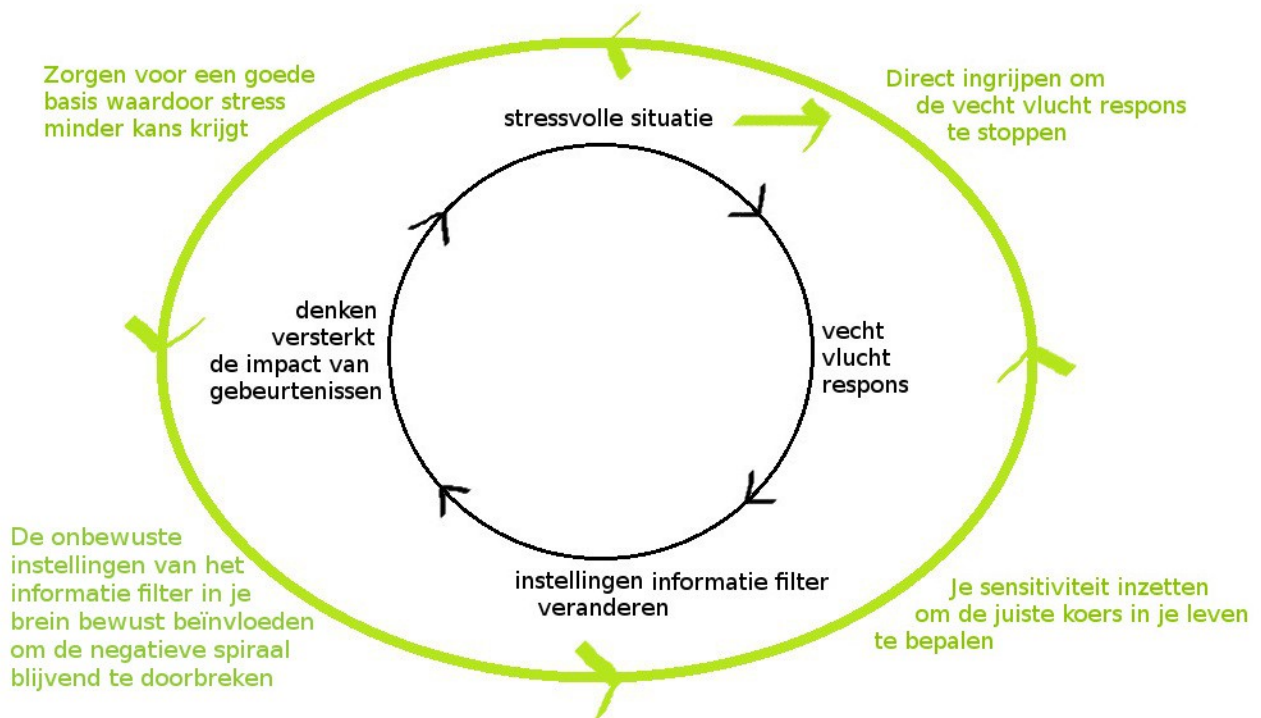 Zorgen voor een goede
basis waardoor stress
minder kans krijgt
Direct ingrijpen om
de vecht vlucht respons
te stoppen
stressvolle situatie
denken
versterkt
de impact van
gebeurtenissen
vecht
vlucht
respons
De onbewuste
instellingen van het
informatie filter in je
brein bewust beïnvloeden
om de negatieve spiraal
blijvend te doorbreken
instellingen informatie filter
veranderen
Je sensitiviteit inzetten
om de juiste koers in je leven
te bepalen